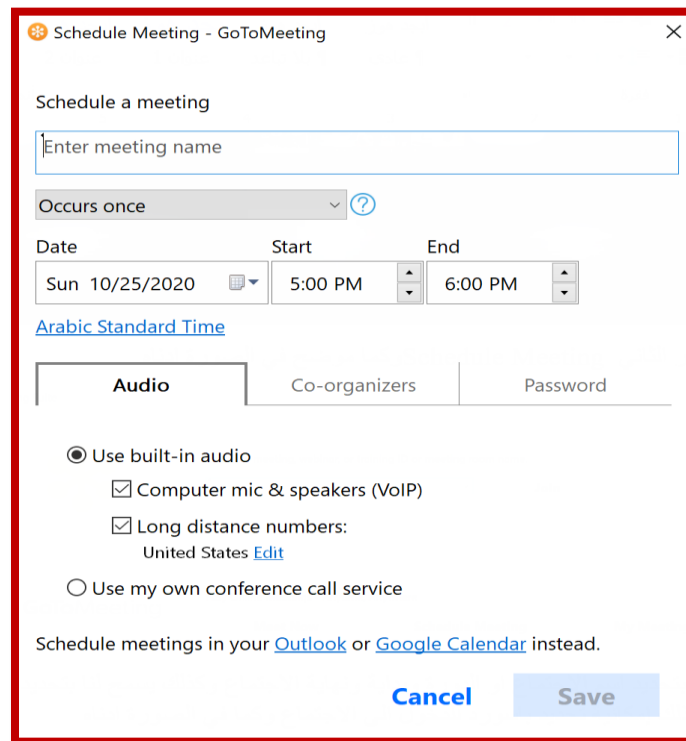 Schedule Meeting - GoToMeeting
Schedule a meeting
Enter meeting name
Occurs once
Date Start End
Sun 10/25/2020 5:00 PM 6:00 PM
Arabic Standard Time
Audio Co-organizers Password
Use built-in audio
Computer mic & speakers (VoIP)
Long distance numbers:
United States Edit
Use my own conference call service
Schedule meetings in your Outlook or Google Calendar instead.
Cancel Save